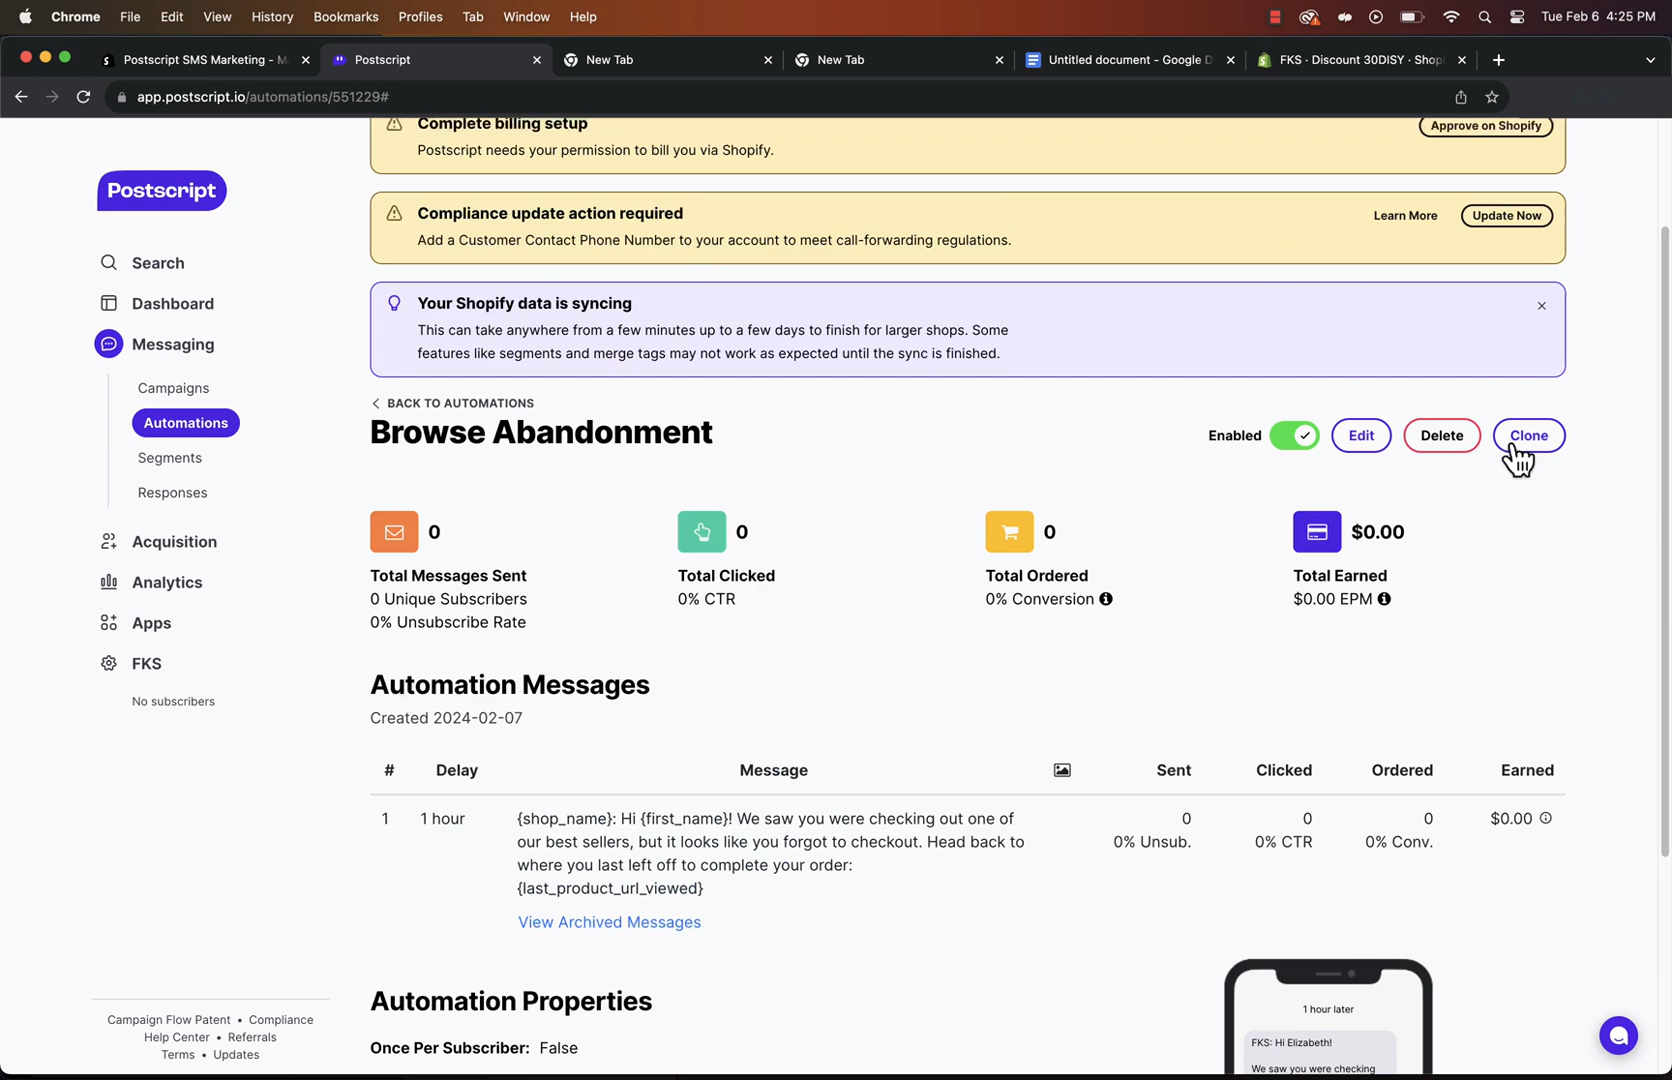 Chrome File Edit View History Bookmarks Profiles Tab Window Help Tue Feb 6 4:25 PM
Postscript SMS Marketing - M Postscript New Tab New Tab Untitled document - Google D FKS · Discount 30DISY · Shopi
app.postscript.io/automations/551229#
Complete billing setup
Postscript needs your permission to bill you via Shopify.
Approve on Shopify
Compliance update action required
Add a Customer Contact Phone Number to your account to meet call-forwarding regulations.
Learn More Update Now
Your Shopify data is syncing
This can take anywhere from a few minutes up to a few days to finish for larger shops. Some
features like segments and merge tags may not work as expected until the sync is finished.
Postscript
Search
Dashboard
Messaging
Campaigns
Automations
Segments
Responses
Acquisition
Analytics
Apps
FKS
No subscribers
Campaign Flow Patent • Compliance
Help Center • Referrals
Terms • Updates
BACK TO AUTOMATIONS
Browse Abandonment
Enabled Edit Delete Clone
0
Total Messages Sent
0 Unique Subscribers
0% Unsubscribe Rate
0
Total Clicked
0% CTR
0
Total Ordered
0% Conversion
$0.00
Total Earned
$0.00 EPM
Automation Messages
Created 2024-02-07
# Delay Message Sent Clicked Ordered Earned
1 1 hour {shop_name}: Hi {first_name}! We saw you were checking out one of 0 0 0 $0.00
our best sellers, but it looks like you forgot to checkout. Head back to 0% Unsub. 0% CTR 0% Conv.
where you last left off to complete your order:
{last_product_url_viewed}
View Archived Messages
Automation Properties
Once Per Subscriber: False
1 hour later
FKS: Hi Elizabeth!
We saw you were checking